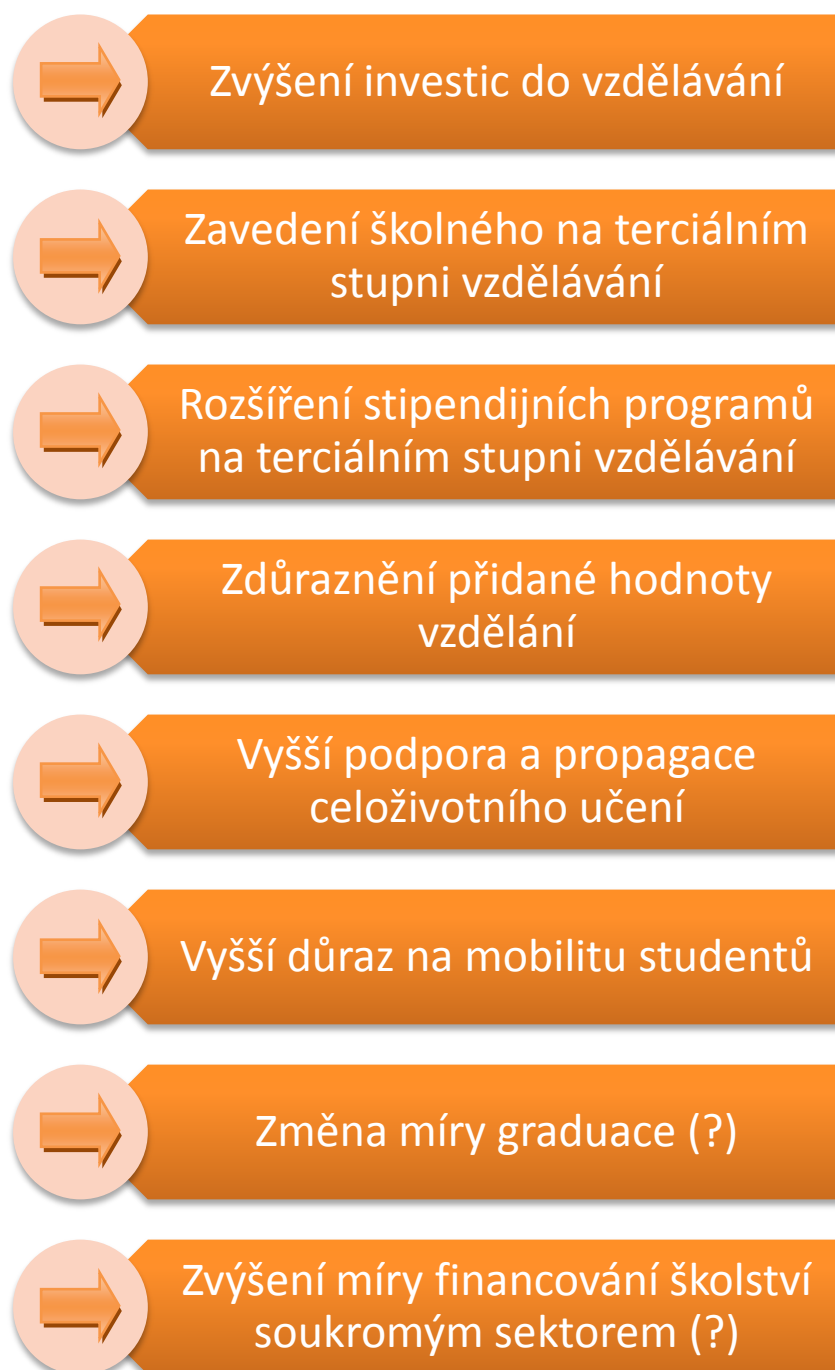 Zvýšení investic do vzdělávání
Zavedení školného na terciálním
stupni vzdělávání
Rozšíření stipendijních programů
na terciálním stupni vzdělávání
Zdůraznění přidané hodnoty
vzdělání
Vyšší podpora a propagace
celoživotního učení
Vyšší důraz na mobilitu studentů
Změna míry graduace (?)
Zvýšení míry financování školství
soukromým sektorem (?)